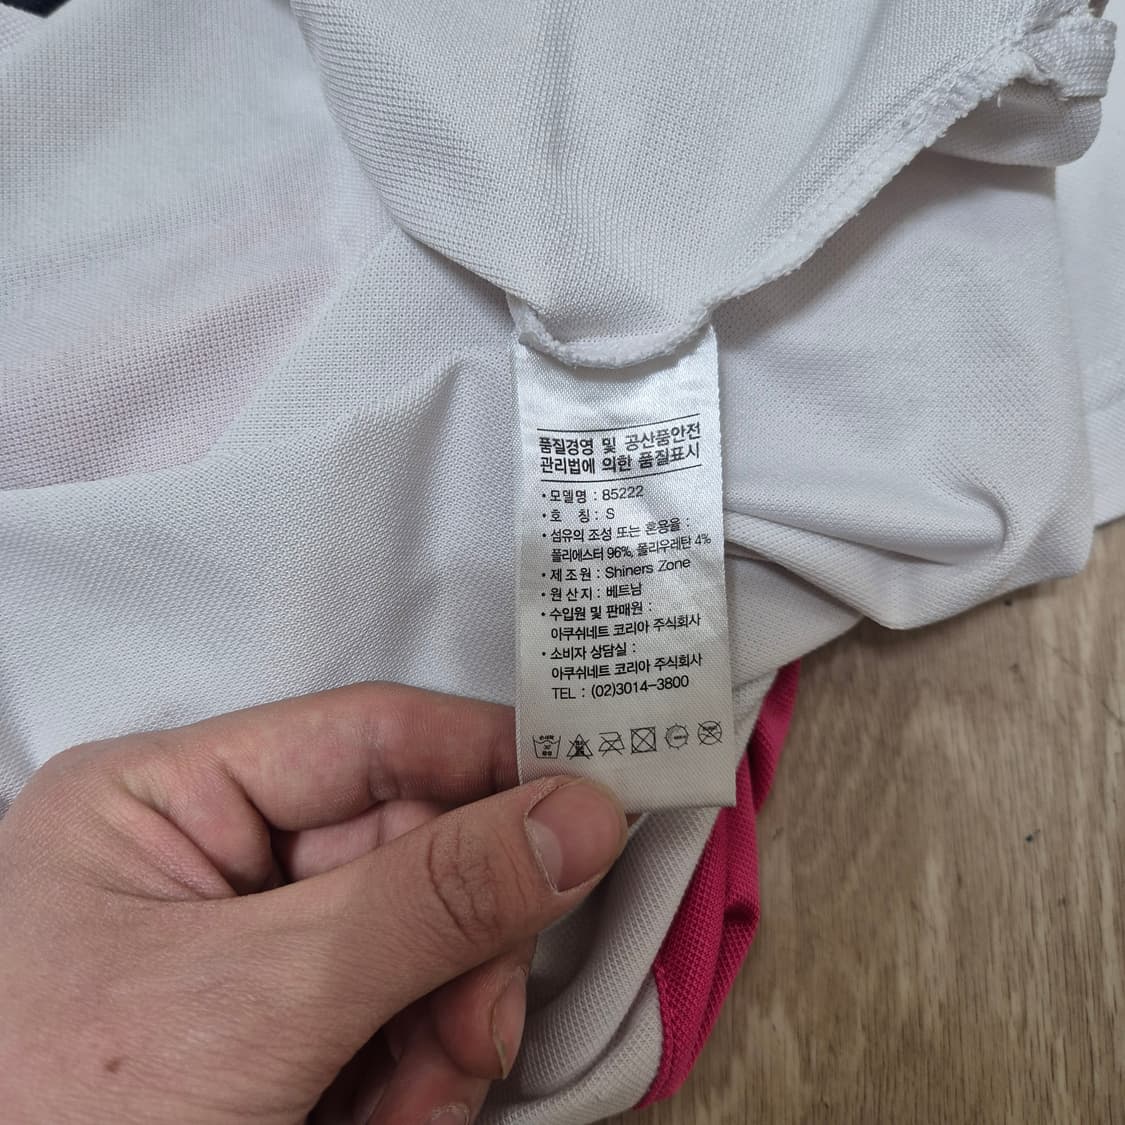 품질경영 및 공산품안전
관리법에 의한 품질표시
• 모델명 : 85222
• 호 칭 : S
• 섬유의 조성 또는 혼용율 :
폴리에스터 96%, 폴리우레탄 4%
• 제조원 : Shiners Zone
• 원산지 : 베트남
• 수입원 및 판매원 :
아쿠쉬네트 코리아 주식회사
• 소비자 상담실 :
아쿠쉬네트 코리아 주식회사
TEL : (02)3014-3800